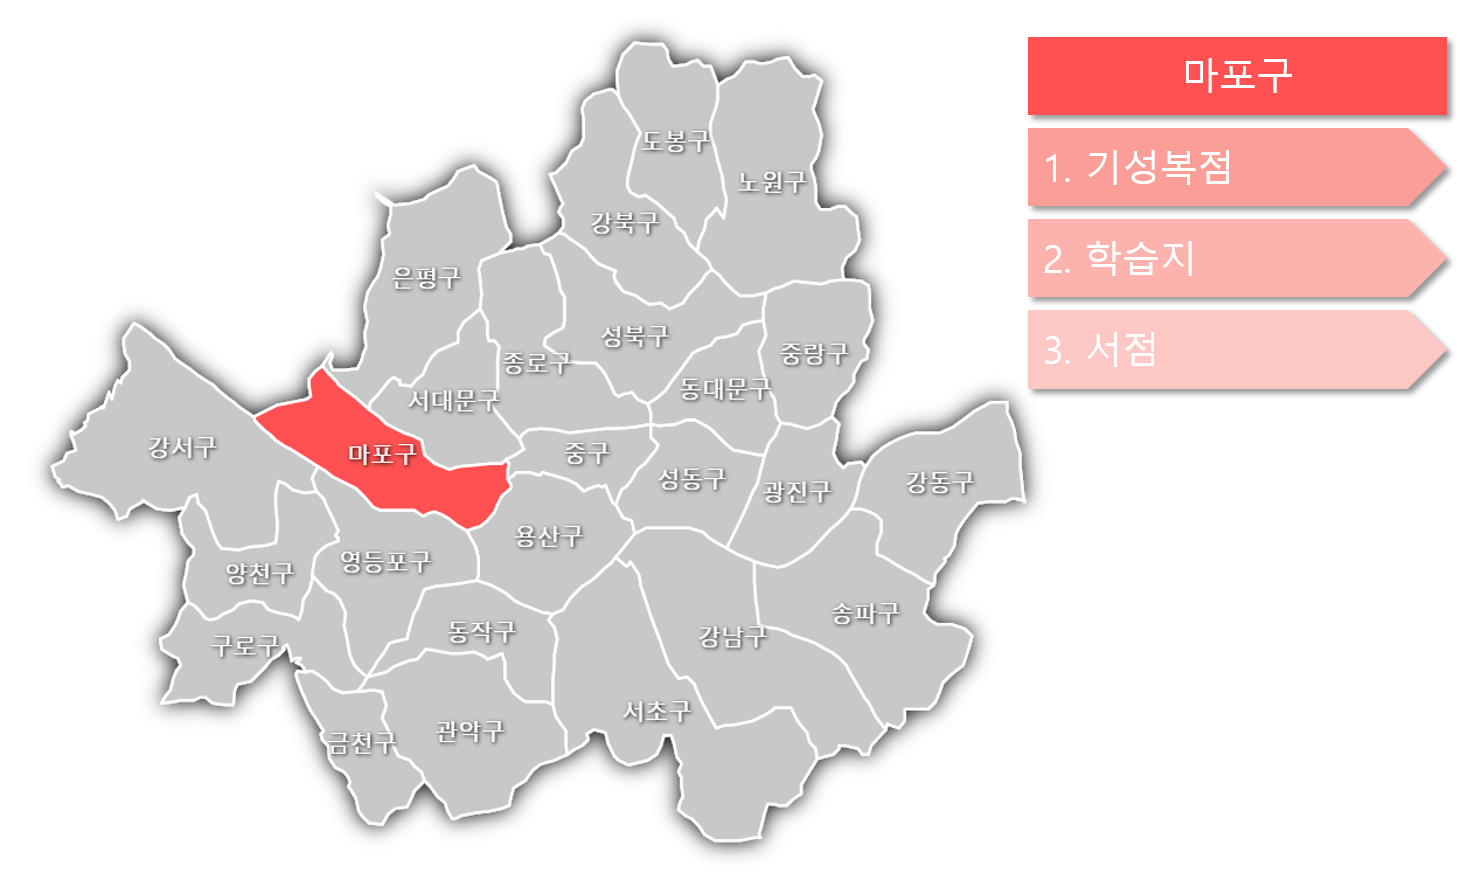 마포구
1. 기성복점
2. 학습지
3. 서점
도봉구
노원구
강북구
은평구
성북구
중랑구
종로구
동대문구
서대문구
강서구
마포구
중구
성동구
광진구
강동구
용산구
영등포구
양천구
송파구
동작구
강남구
구로구
서초구
관악구
금천구